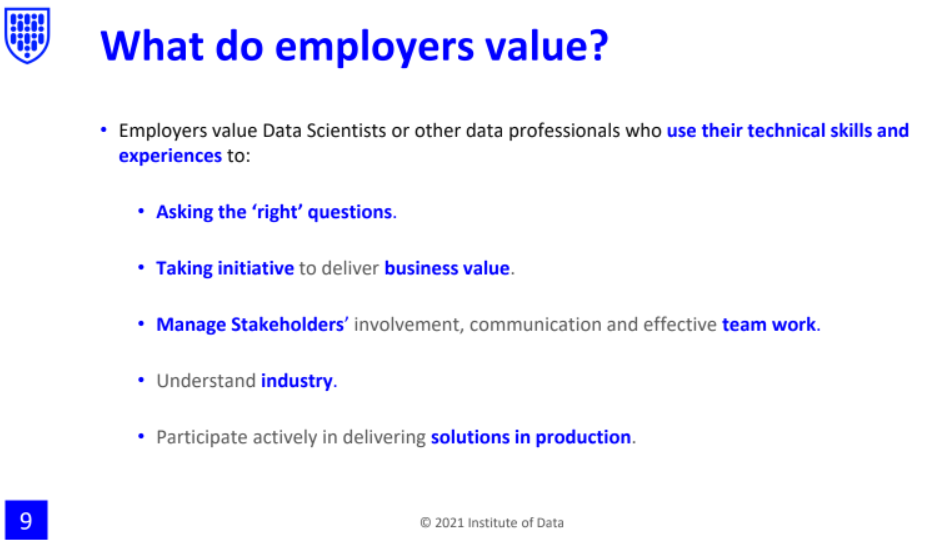 What do employers value?
• Employers value Data Scientists or other data professionals who use their technical skills and
experiences to:
• Asking the ‘right’ questions.
• Taking initiative to deliver business value.
• Manage Stakeholders’ involvement, communication and effective team work.
• Understand industry.
• Participate actively in delivering solutions in production.
9
© 2021 Institute of Data